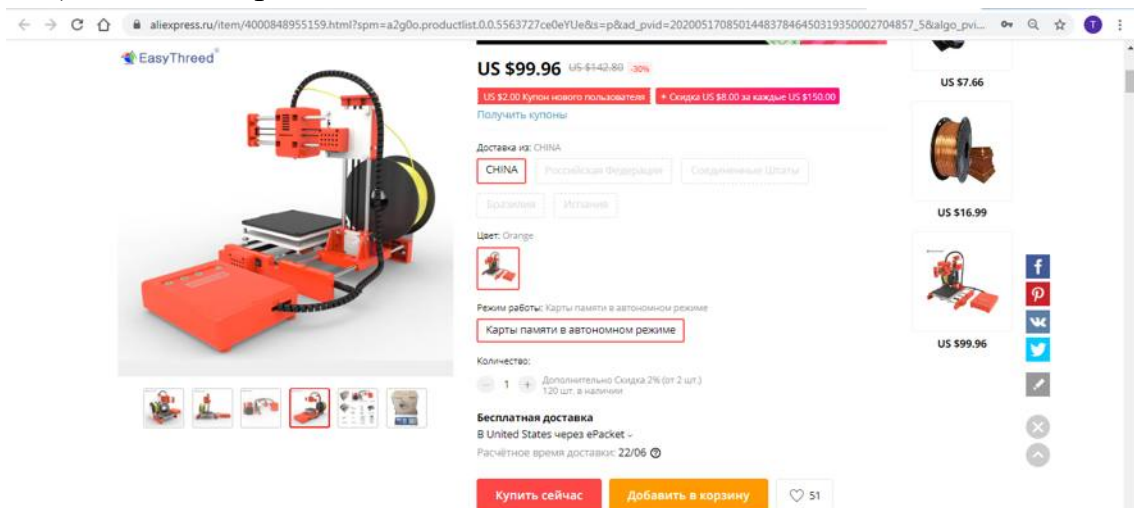 aliexpress.ru/item/4000848955159.html?spm=a2g0o.productlist.0.0.5563727ce0eYUe&s=p&ad_pvid=202005170850144837846450319350002704857_5&algo_pvi...
T
EasyThreed
US $99.96 US $142.80 -30%
US $2.00 Купон нового пользователя + Скидка US $8.00 за каждые US $150.00
Получить купоны
Доставка из: CHINA
CHINA Российская Федерация Соединенные Штаты
Бразилия Испания
Цвет: Orange
Режим работы: Карты памяти в автономном режиме
Карты памяти в автономном режиме
Количество:
1 Дополнительно Скидка 2% (от 2 шт.)
120 шт. в наличии
Бесплатная доставка
В United States через ePacket
Расчётное время доставки: 22/06
Купить сейчас Добавить в корзину 51
US $7.66
US $16.99
US $99.96